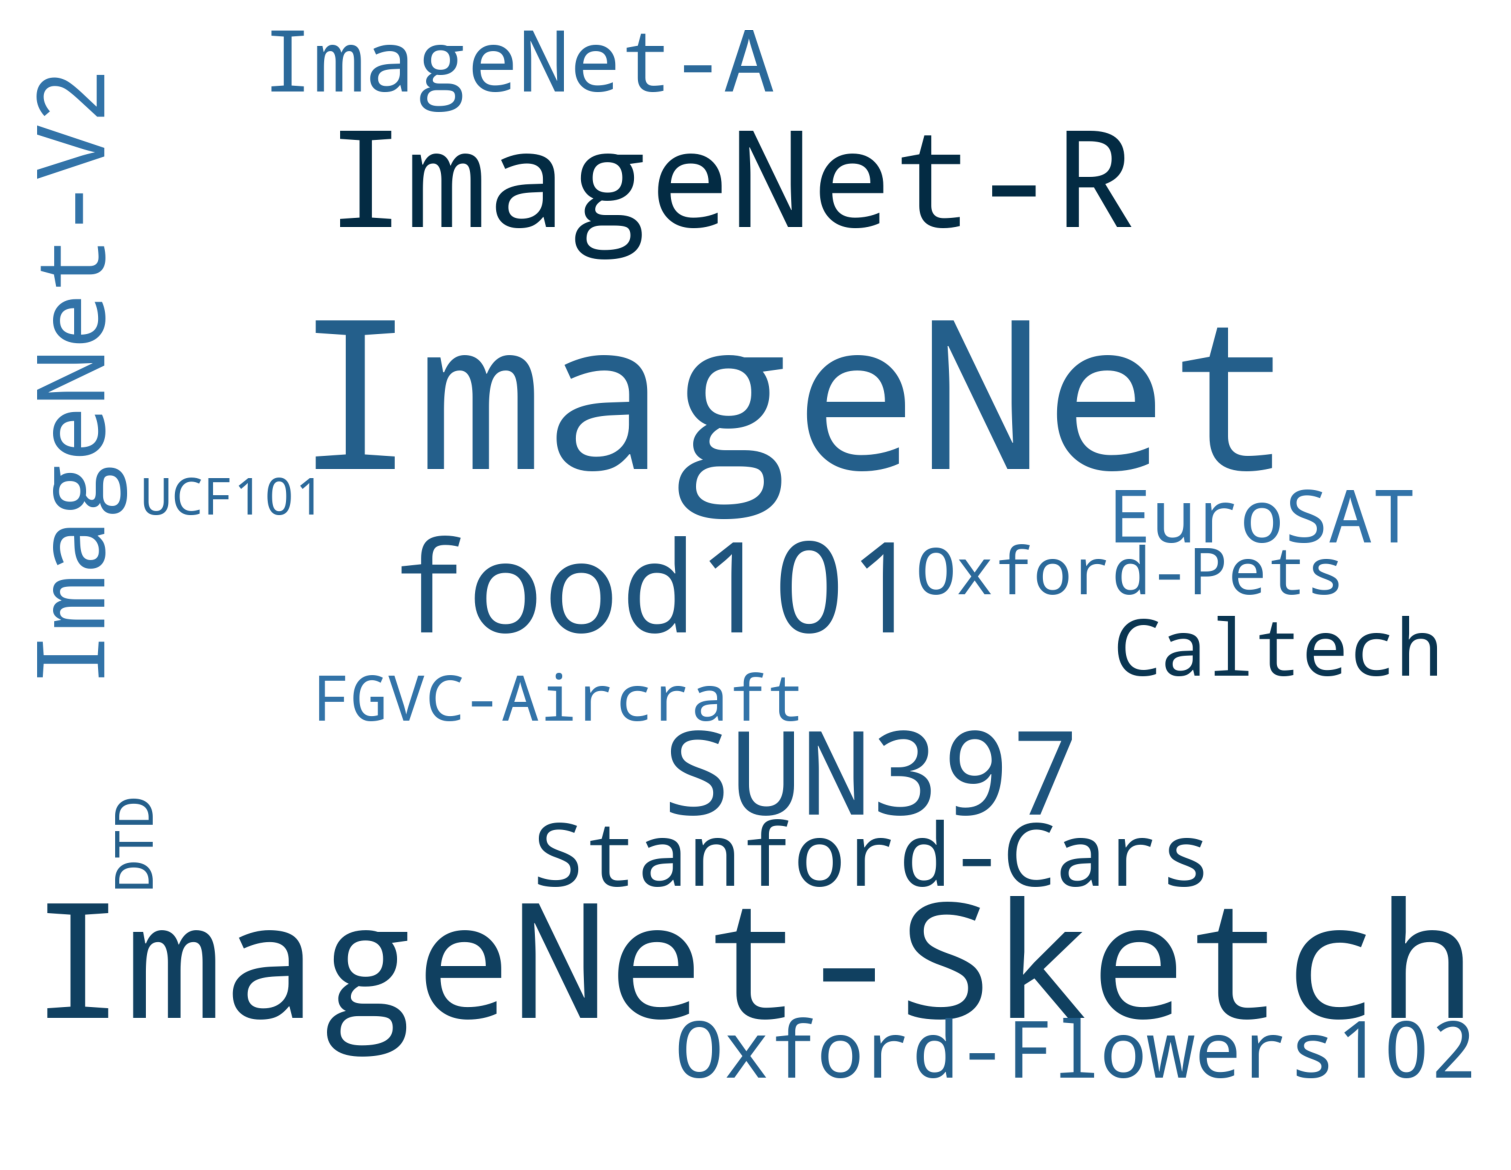 ImageNet-A
ImageNet-V2
ImageNet-R
ImageNet
UCF101
EuroSAT
food101
Oxford-Pets
Caltech
FGVC-Aircraft
SUN397
DTD
Stanford-Cars
ImageNet-Sketch
Oxford-Flowers102